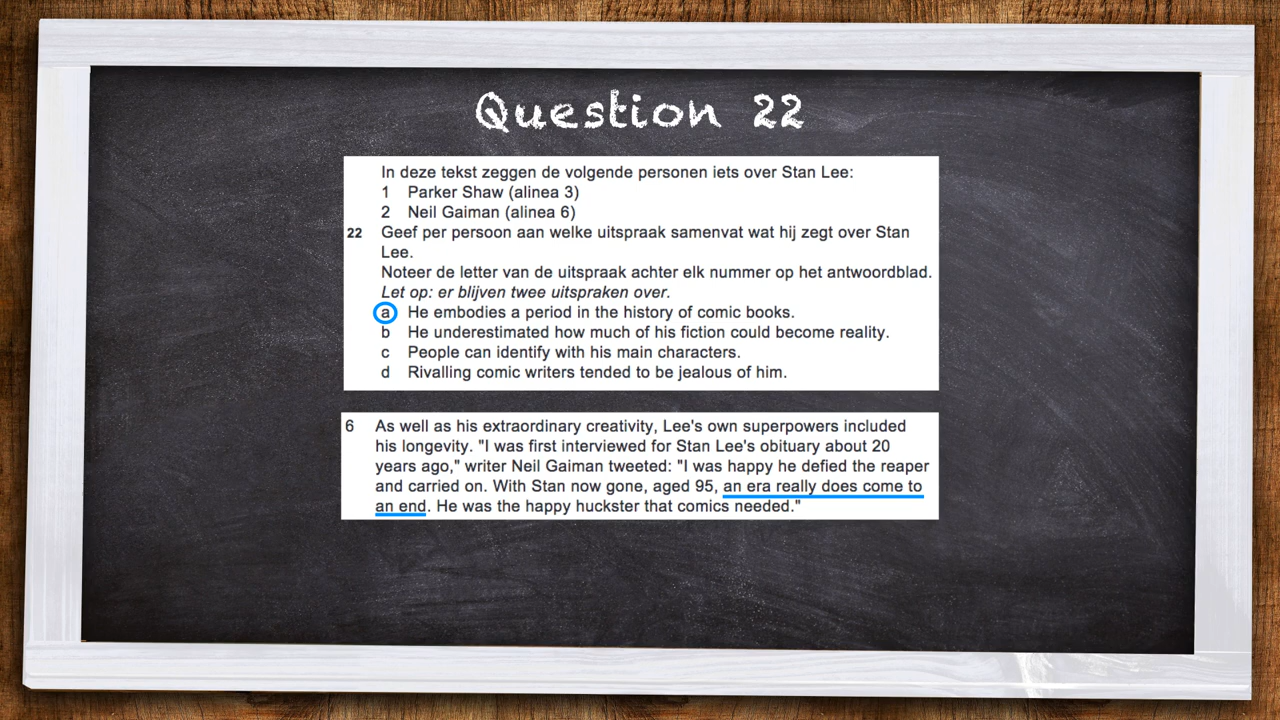 Question 22
In deze tekst zeggen de volgende personen iets over Stan Lee:
1 Parker Shaw (alinea 3)
2 Neil Gaiman (alinea 6)
22 Geef per persoon aan welke uitspraak samenvat wat hij zegt over Stan
Lee.
Noteer de letter van de uitspraak achter elk nummer op het antwoordblad.
Let op: er blijven twee uitspraken over.
a He embodies a period in the history of comic books.
b He underestimated how much of his fiction could become reality.
c People can identify with his main characters.
d Rivalling comic writers tended to be jealous of him.
6 As well as his extraordinary creativity, Lee's own superpowers included
his longevity. "I was first interviewed for Stan Lee's obituary about 20
years ago," writer Neil Gaiman tweeted: "I was happy he defied the reaper
and carried on. With Stan now gone, aged 95, an era really does come to
an end. He was the happy huckster that comics needed."